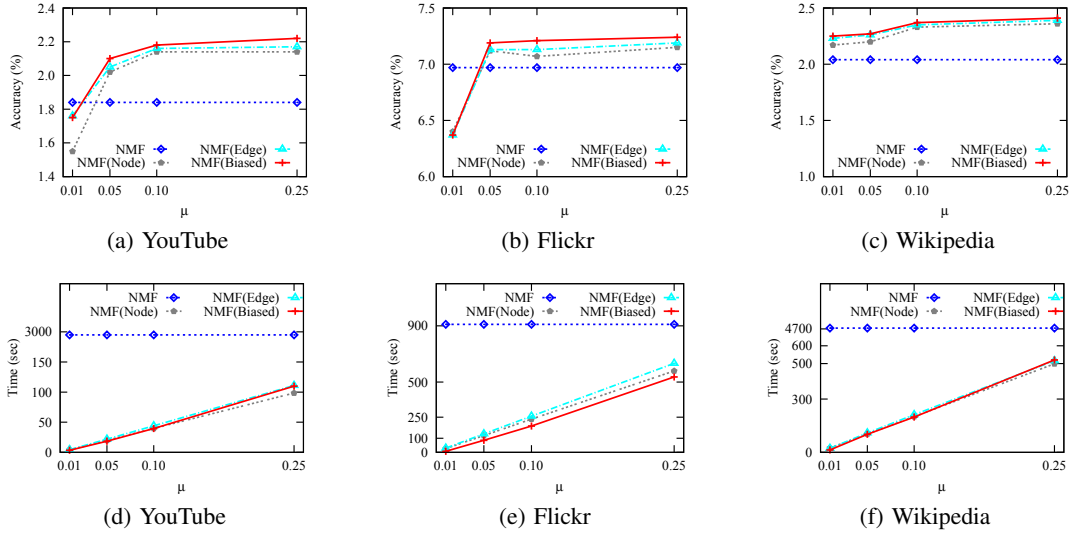 2.4
2.2
2.0
1.8
1.6
1.4
Accuracy (%)
NMF
NMF(Node)
NMF(Edge)
NMF(Biased)
0.01 0.05 0.10 0.25
μ
(a) YouTube
7.5
7.0
6.5
6.0
Accuracy (%)
NMF
NMF(Node)
NMF(Edge)
NMF(Biased)
0.01 0.05 0.10 0.25
μ
(b) Flickr
2.5
2.0
1.5
1.0
Accuracy (%)
NMF
NMF(Node)
NMF(Edge)
NMF(Biased)
0.01 0.05 0.10 0.25
μ
(c) Wikipedia
3000
150
100
50
0
Time (sec)
NMF
NMF(Node)
NMF(Edge)
NMF(Biased)
0.01 0.05 0.10 0.25
μ
(d) YouTube
900
500
250
100
0
Time (sec)
NMF
NMF(Node)
NMF(Edge)
NMF(Biased)
0.01 0.05 0.10 0.25
μ
(e) Flickr
4700
600
500
300
0
Time (sec)
NMF
NMF(Node)
NMF(Edge)
NMF(Biased)
0.01 0.05 0.10 0.25
μ
(f) Wikipedia